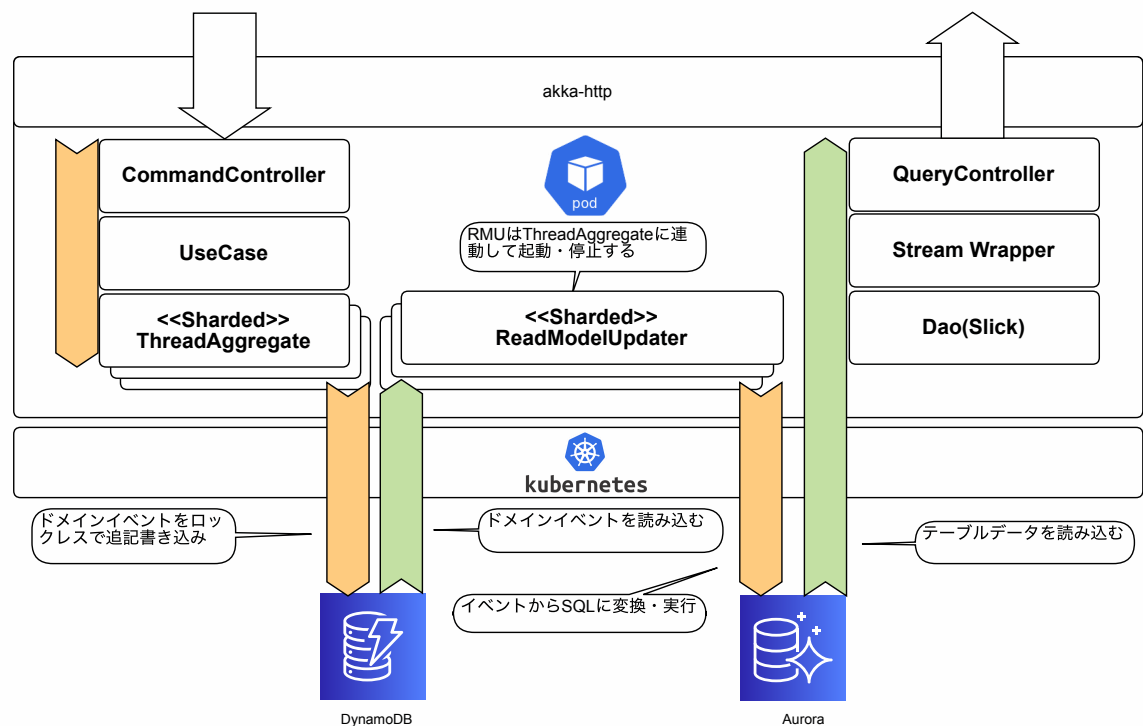 akka-http
CommandController
UseCase
<<Sharded>>
ThreadAggregate
pod
RMUはThreadAggregateに連
動して起動・停止する
<<Sharded>>
ReadModelUpdater
QueryController
Stream Wrapper
Dao(Slick)
kubernetes
ドメインイベントをロッ
クレスで追記書き込み
ドメインイベントを読み込む
テーブルデータを読み込む
イベントからSQLに変換・実行
DynamoDB
Aurora